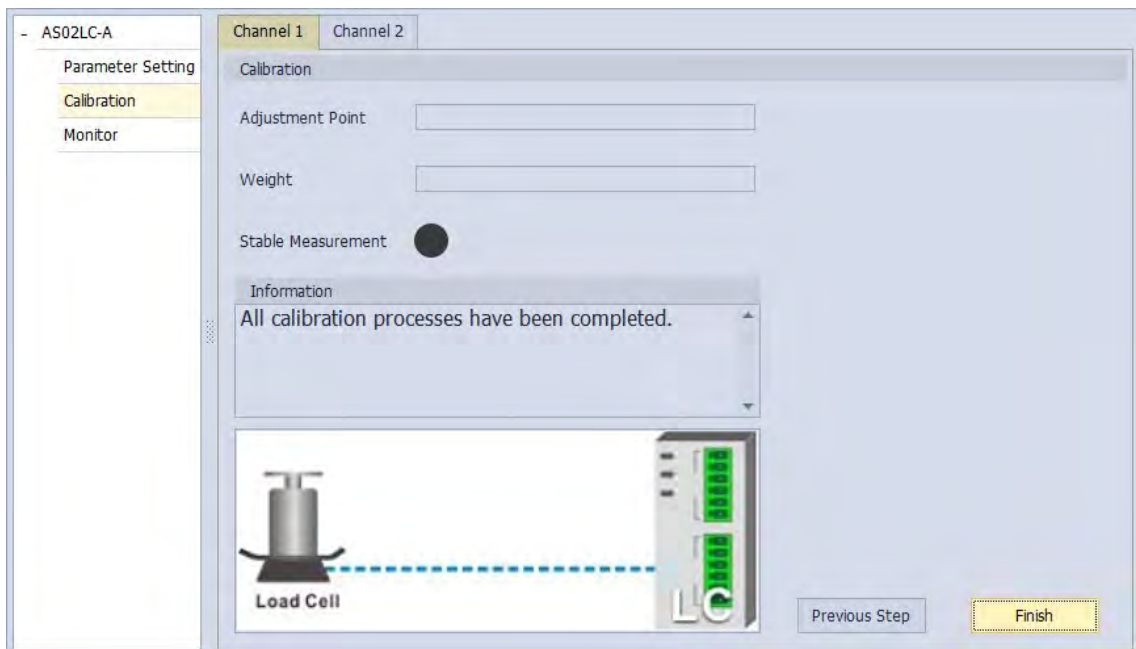 - AS02LC-A
Parameter Setting
Calibration
Monitor
Channel 1 Channel 2
Calibration
Adjustment Point
Weight
Stable Measurement
Information
All calibration processes have been completed.
Load Cell
LC
Previous Step Finish